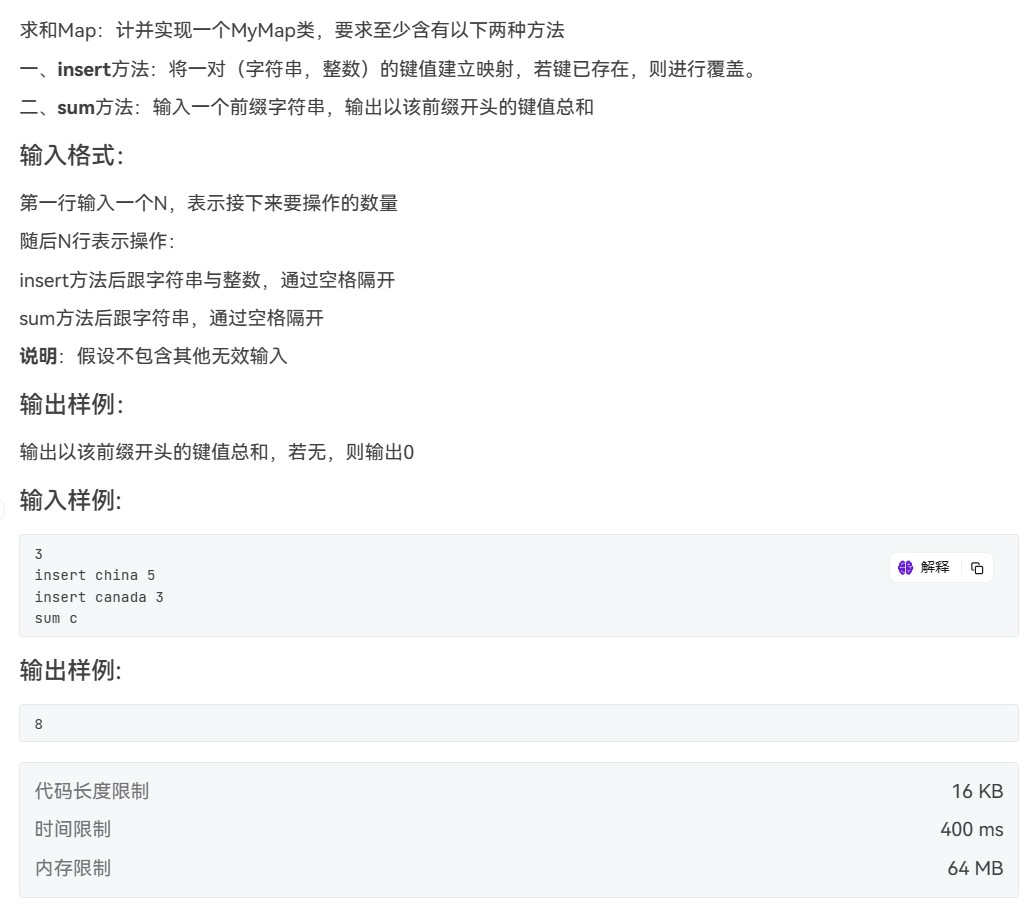 求和Map：计并实现一个MyMap类，要求至少含有以下两种方法
一、insert方法：将一对（字符串，整数）的键值建立映射，若键已存在，则进行覆盖。
二、sum方法：输入一个前缀字符串，输出以该前缀开头的键值总和
输入格式：
第一行输入一个N，表示接下来要操作的数量
随后N行表示操作：
insert方法后跟字符串与整数，通过空格隔开
sum方法后跟字符串，通过空格隔开
说明：假设不包含其他无效输入
输出样例：
输出以该前缀开头的键值总和，若无，则输出0
输入样例:
3
解释
insert china 5
insert canada 3
sum c
输出样例:
8
代码长度限制 16 KB
时间限制 400 ms
内存限制 64 MB